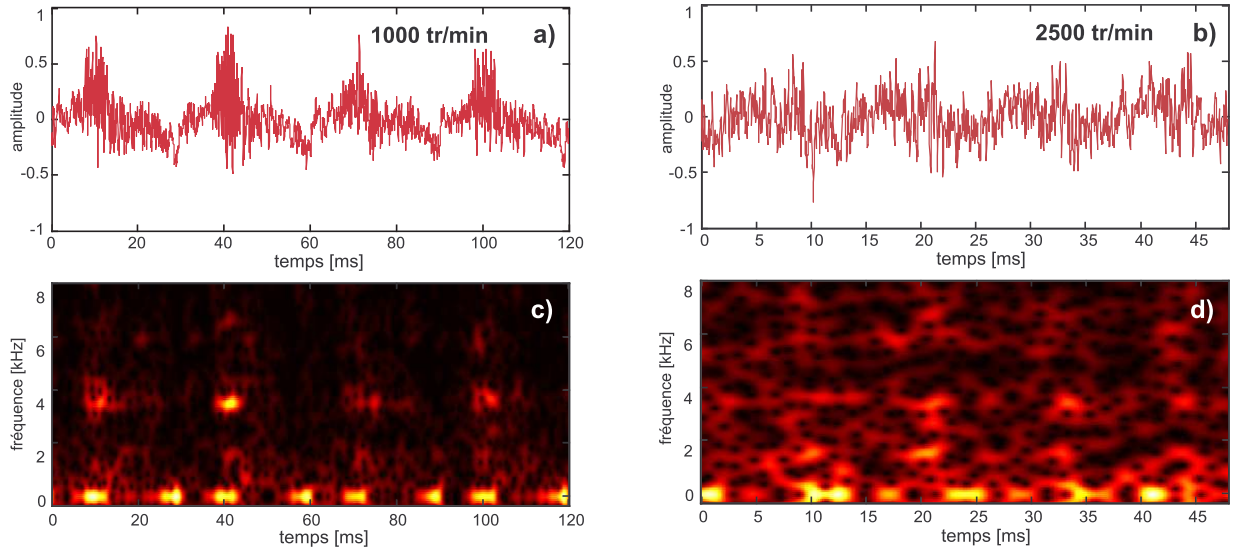 1000 tr/min a)
1
0.5
0
-0.5
-1
amplitude
0 20 40 60 80 100 120
temps [ms]
2500 tr/min b)
1
0.5
0
-0.5
-1
amplitude
0 5 10 15 20 25 30 35 40 45
temps [ms]
c)
8
6
4
2
0
fréquence [kHz]
0 20 40 60 80 100 120
temps [ms]
d)
8
6
4
2
0
fréquence [kHz]
0 5 10 15 20 25 30 35 40 45
temps [ms]